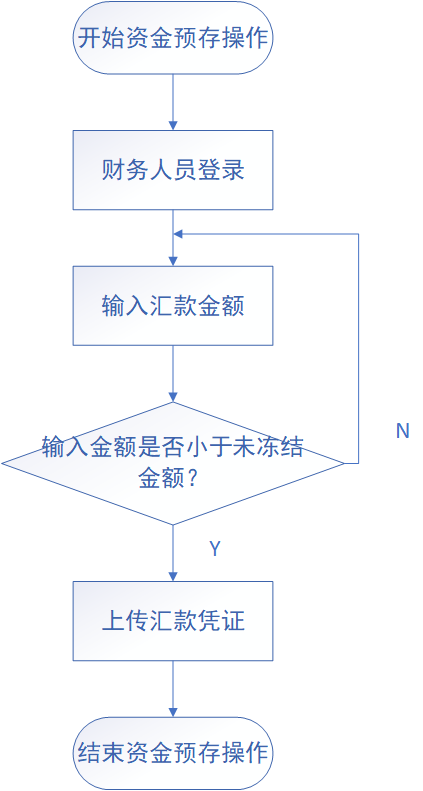 开始资金预存操作
财务人员登录
输入汇款金额
输入金额是否小于未冻结
金额？
N
Y
上传汇款凭证
结束资金预存操作